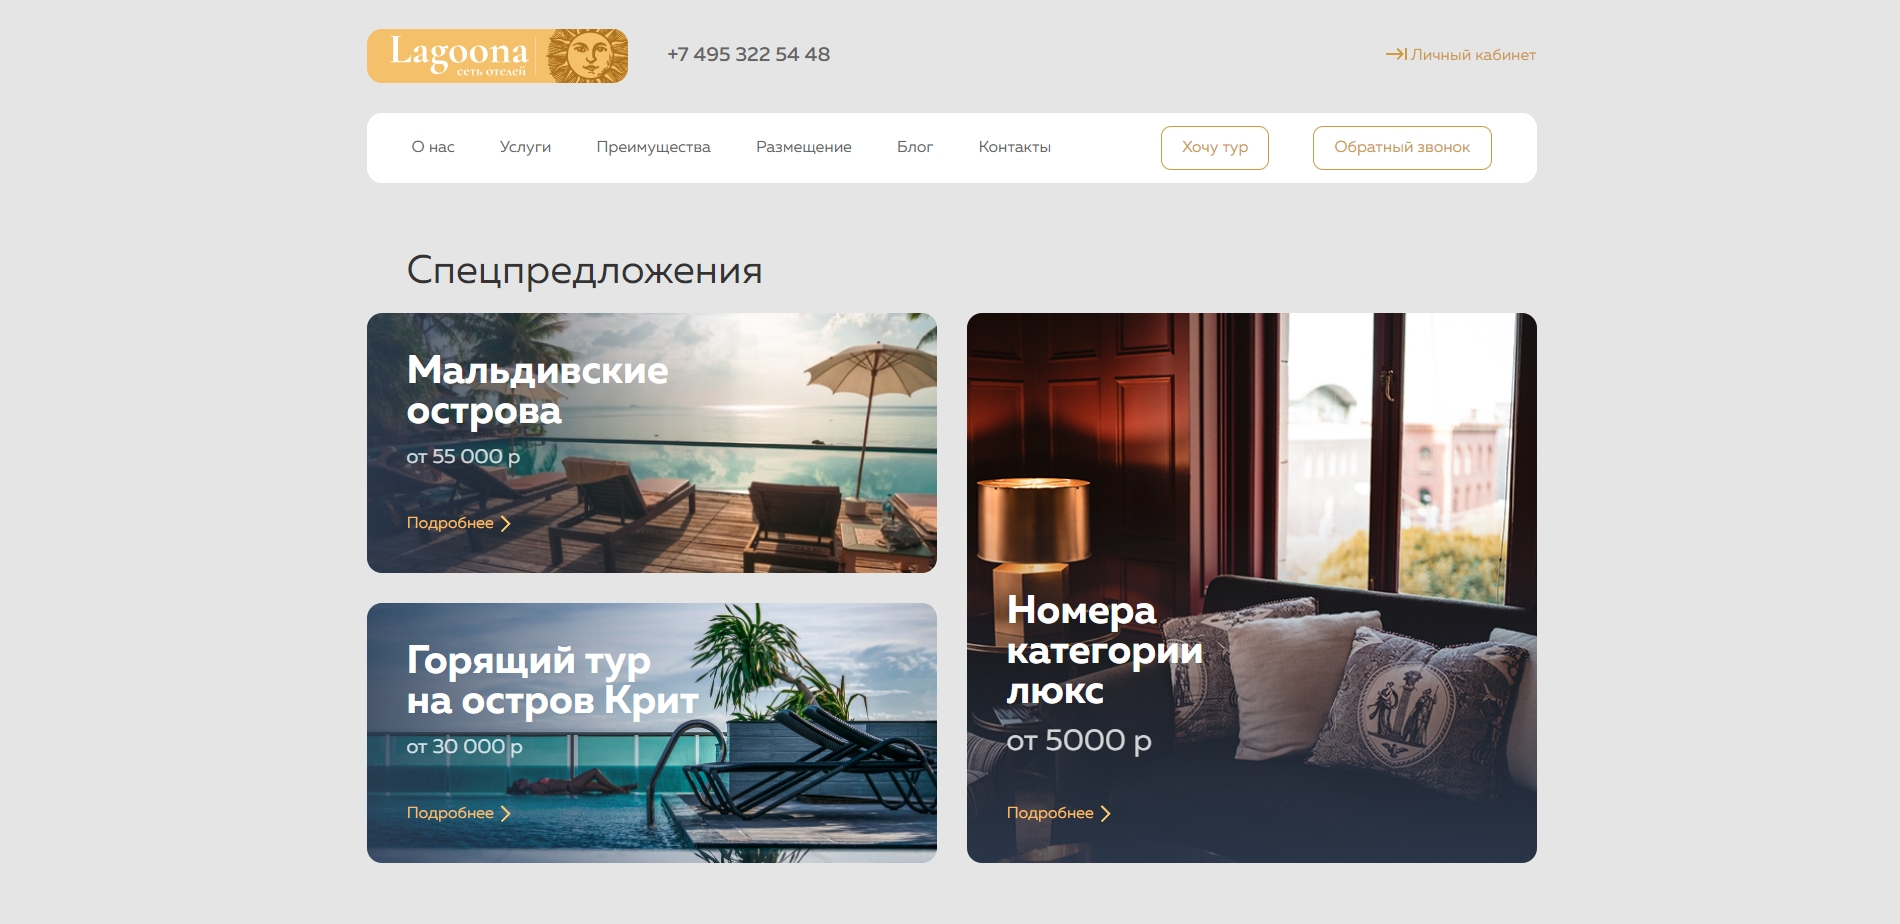 Lagoona
сеть отелей
+7 495 322 54 48
Личный кабинет
О нас
Услуги
Преимущества
Размещение
Блог
Контакты
Хочу тур
Обратный звонок
Спецпредложения
Мальдивские
острова
от 55 000 р
Подробнее
Горящий тур
на остров Крит
от 30 000 р
Подробнее
Номера
категории
люкс
от 5000 р
Подробнее